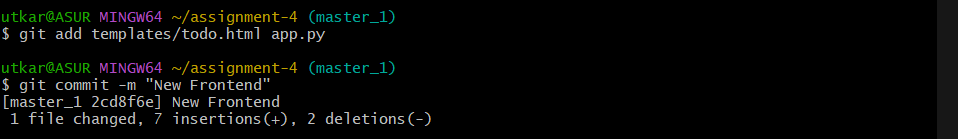 utkar@ASUR MINGW64 ~/assignment-4 (master_1)
$ git add templates/todo.html app.py
utkar@ASUR MINGW64 ~/assignment-4 (master_1)
$ git commit -m "New Frontend"
[master_1 2cd8f6e] New Frontend
1 file changed, 7 insertions(+), 2 deletions(-)